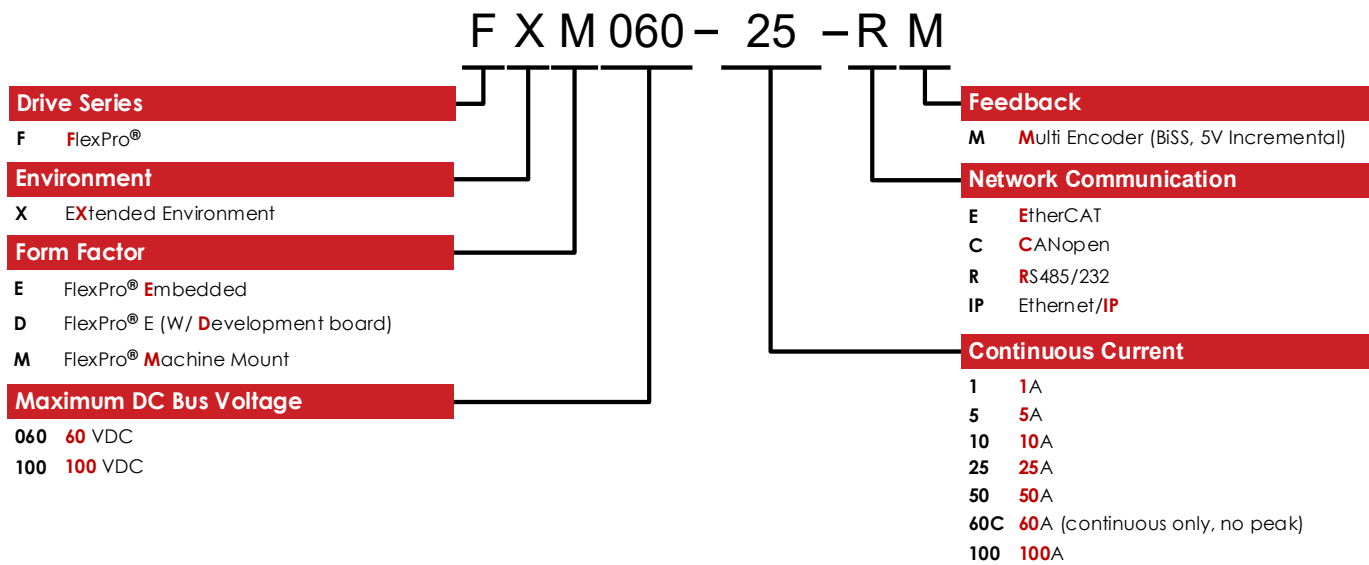 F X M 060 – 25 – R M
Drive Series
F FlexPro®
Environment
X EXtended Environment
Form Factor
E FlexPro® Embedded
D FlexPro® E (W/ Development board)
M FlexPro® Machine Mount
Maximum DC Bus Voltage
060 60 VDC
100 100 VDC
Feedback
M Multi Encoder (BiSS, 5V Incremental)
Network Communication
E EtherCAT
C CANopen
R RS485/232
IP Ethernet/IP
Continuous Current
1 1A
5 5A
10 10A
25 25A
50 50A
60C 60A (continuous only, no peak)
100 100A